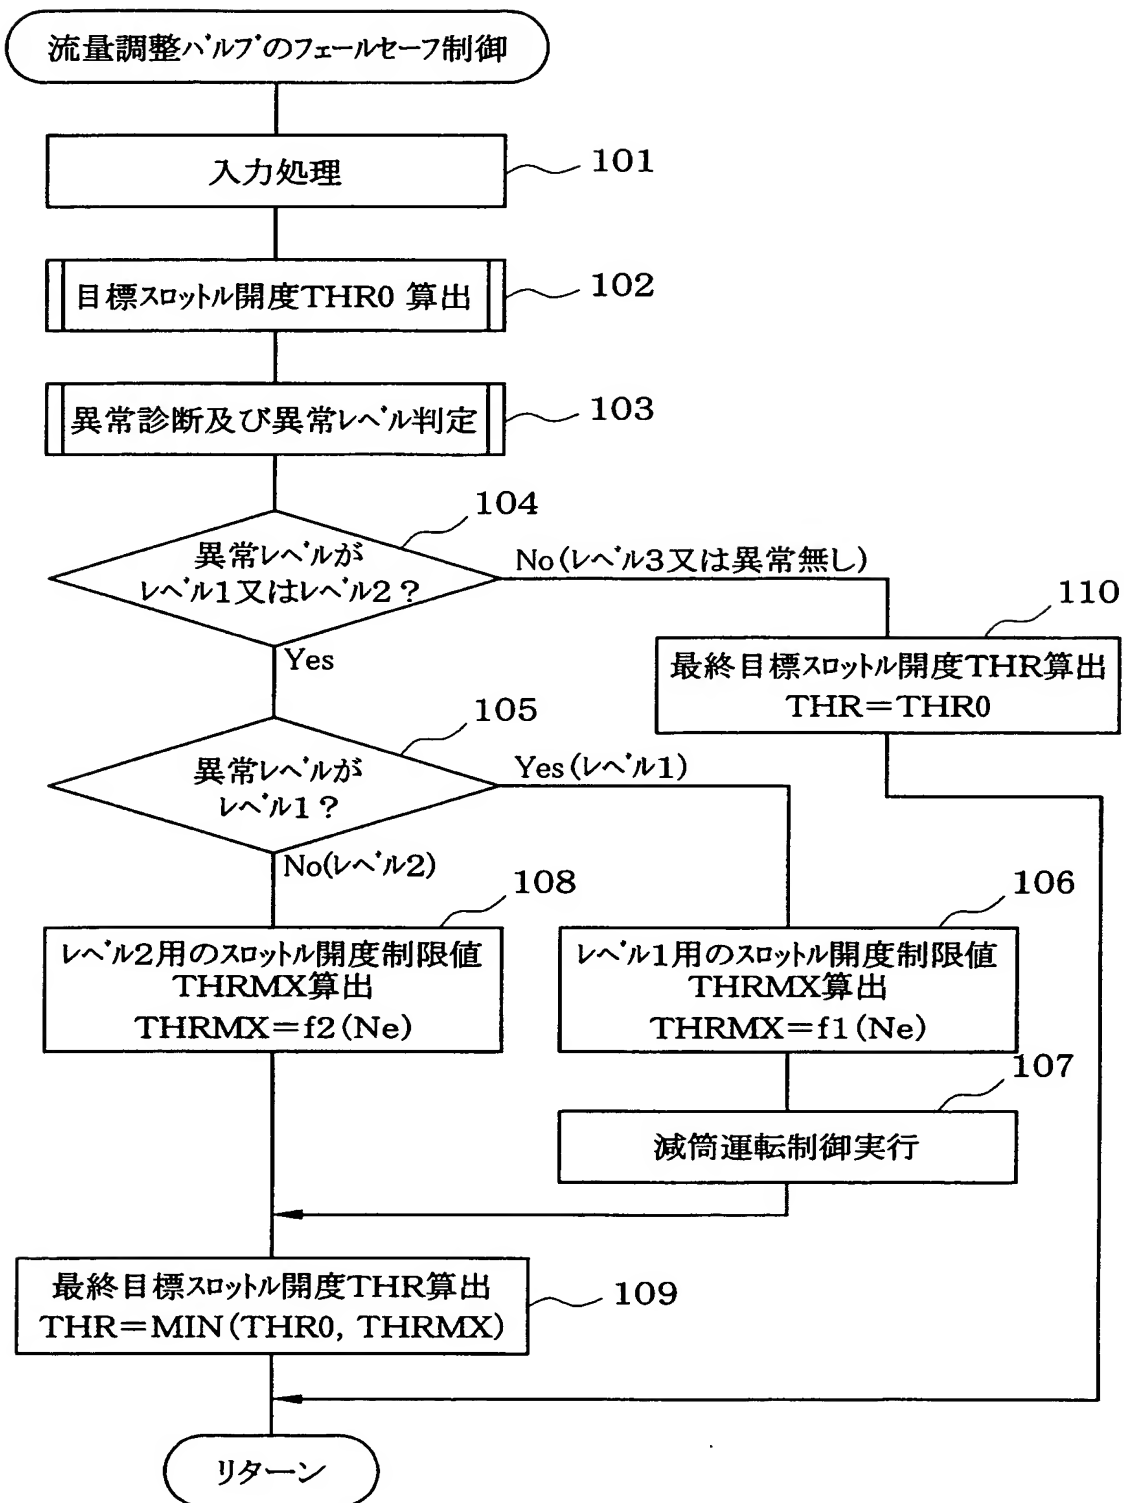 流量調整ﾊﾞﾙﾌﾞのフェールセーフ制御
入力処理
101
目標ｽﾛｯﾄﾙ開度THR0 算出
102
異常診断及び異常ﾚﾍﾞﾙ判定
103
104
異常ﾚﾍﾞﾙが
ﾚﾍﾞﾙ1又はﾚﾍﾞﾙ2？
No(ﾚﾍﾞﾙ3又は異常無し)
Yes
110
最終目標ｽﾛｯﾄﾙ開度THR算出
THR=THR0
105
異常ﾚﾍﾞﾙが
ﾚﾍﾞﾙ1？
Yes(ﾚﾍﾞﾙ1)
No(ﾚﾍﾞﾙ2)
108
ﾚﾍﾞﾙ2用のｽﾛｯﾄﾙ開度制限値
THRMX算出
THRMX=f2(Ne)
106
ﾚﾍﾞﾙ1用のｽﾛｯﾄﾙ開度制限値
THRMX算出
THRMX=f1(Ne)
107
減筒運転制御実行
最終目標ｽﾛｯﾄﾙ開度THR算出
THR=MIN(THR0, THRMX)
109
リターン